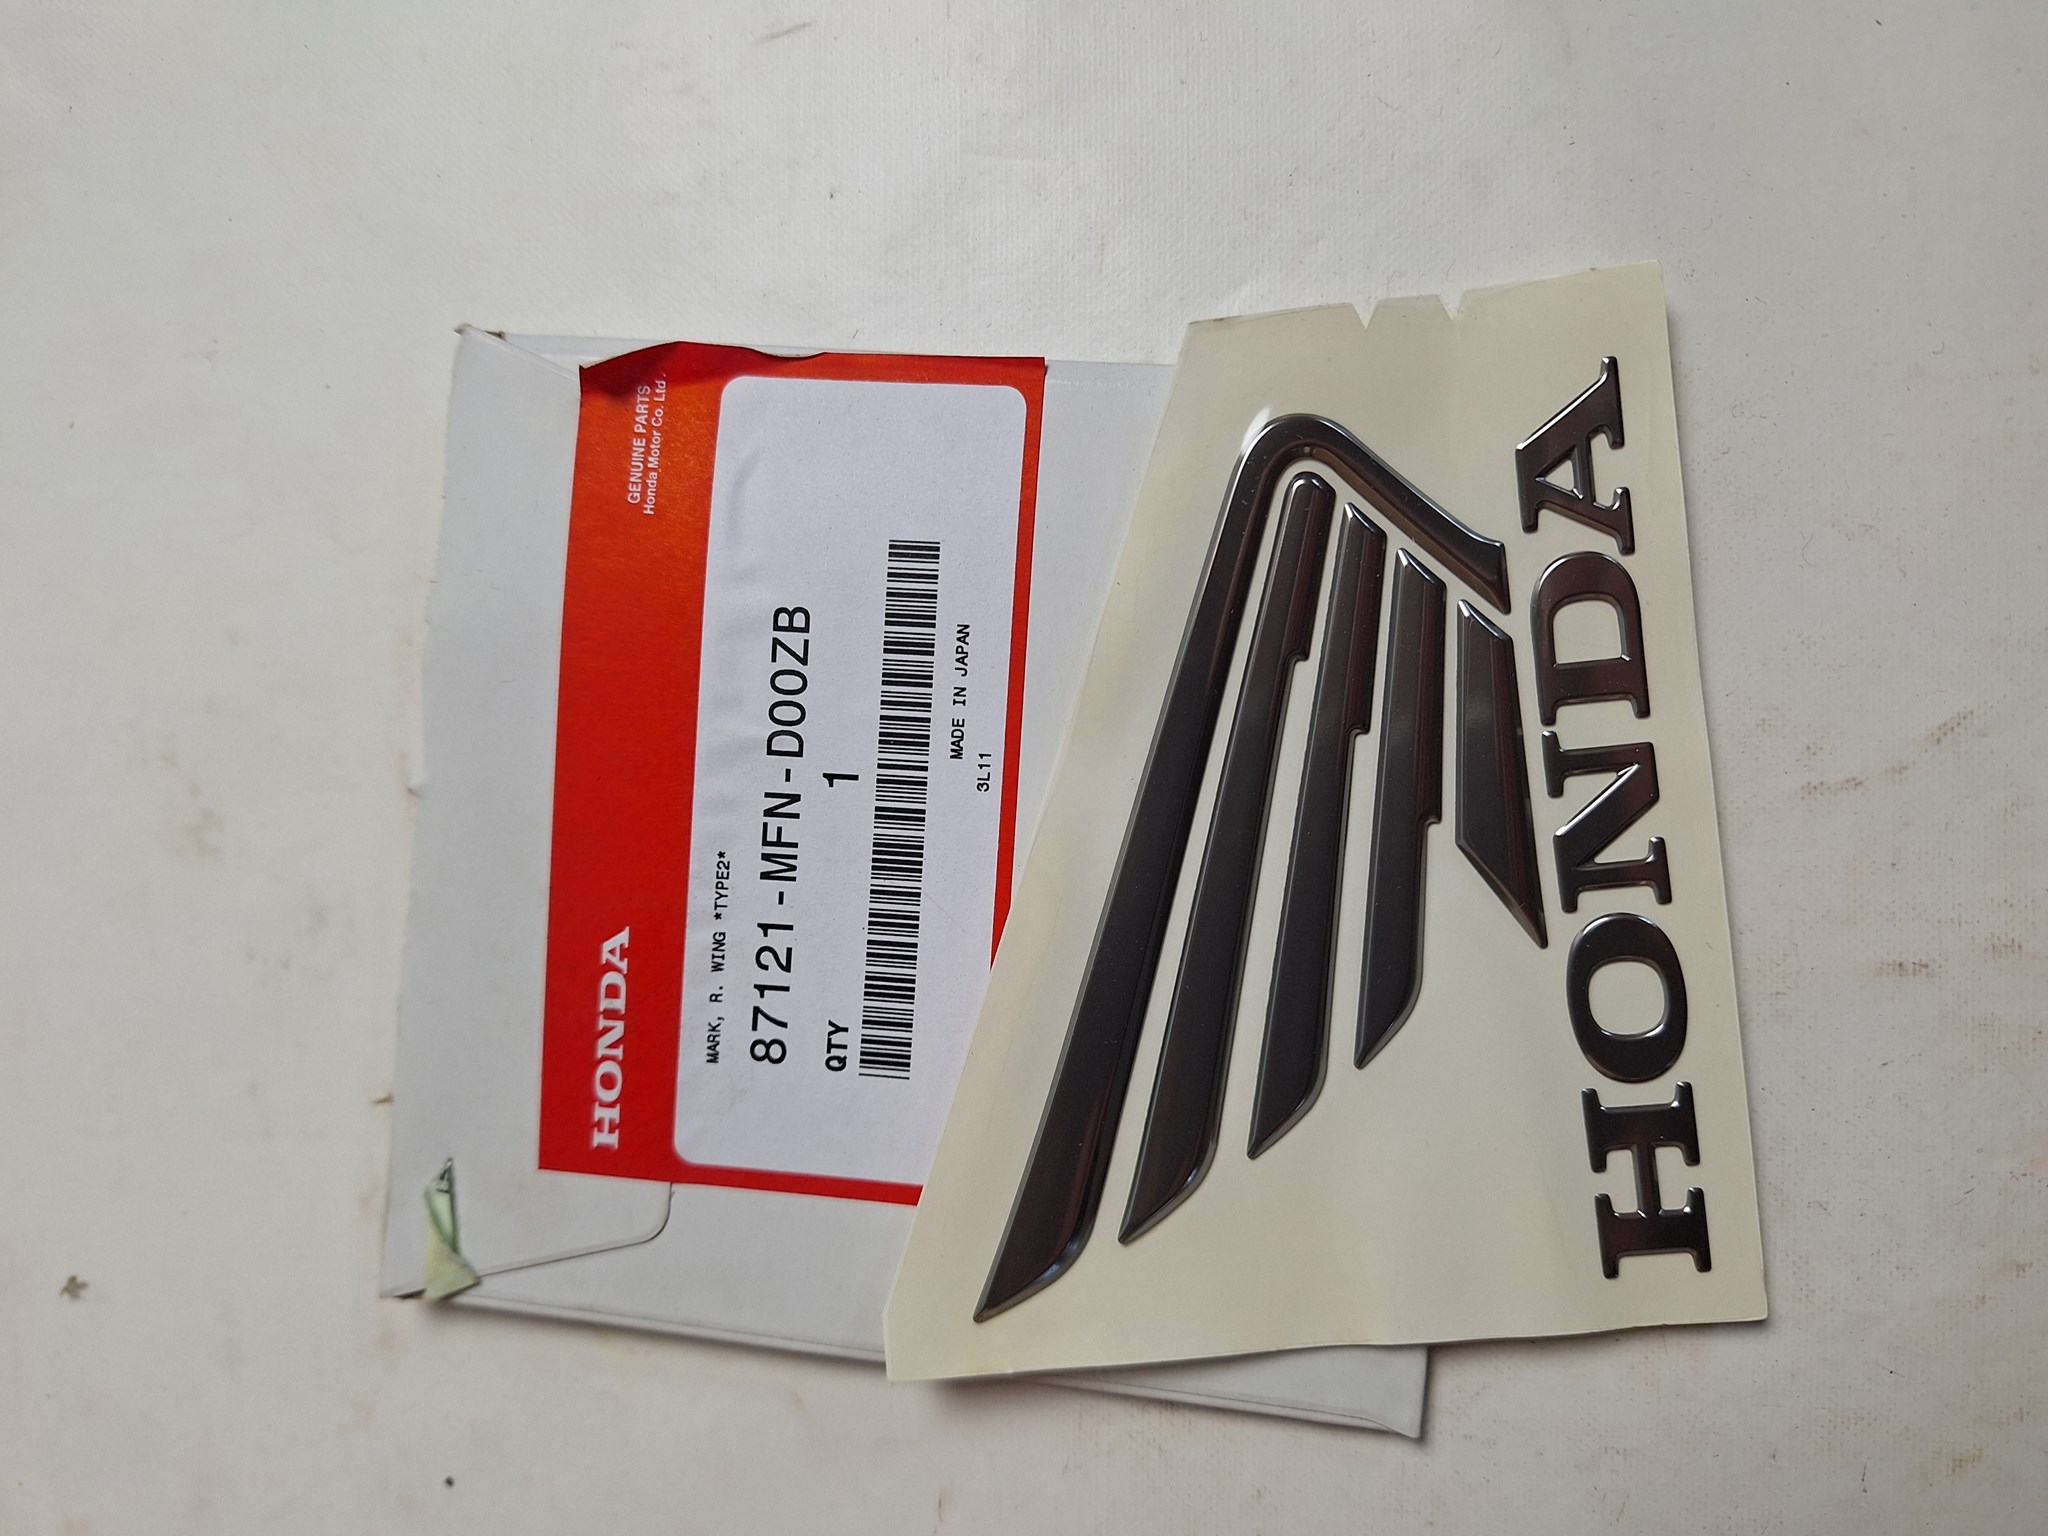 HONDA
GENUINE PARTS
Honda Motor Co. Ltd.
MARK, R. WING *TYPE2*
87121-MFN-D00ZB
QTY 1
MADE IN JAPAN
3L11
HONDA